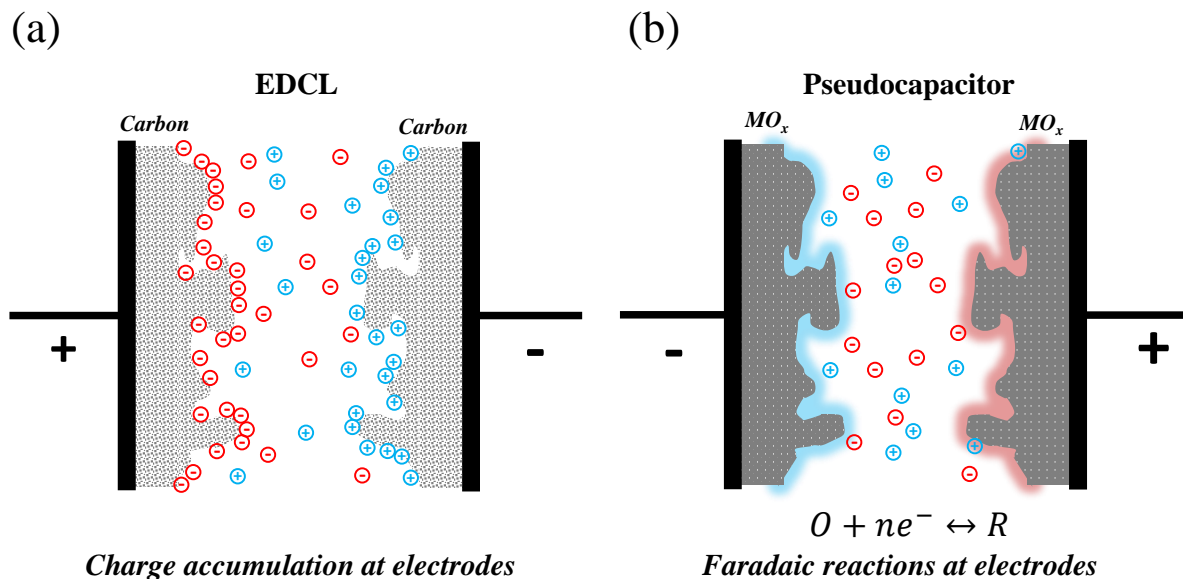 (a)
EDCL
Carbon
Carbon
+
-
Charge accumulation at electrodes
(b)
Pseudocapacitor
MOₓ
MOₓ
-
+
O + ne⁻ ↔ R
Faradaic reactions at electrodes